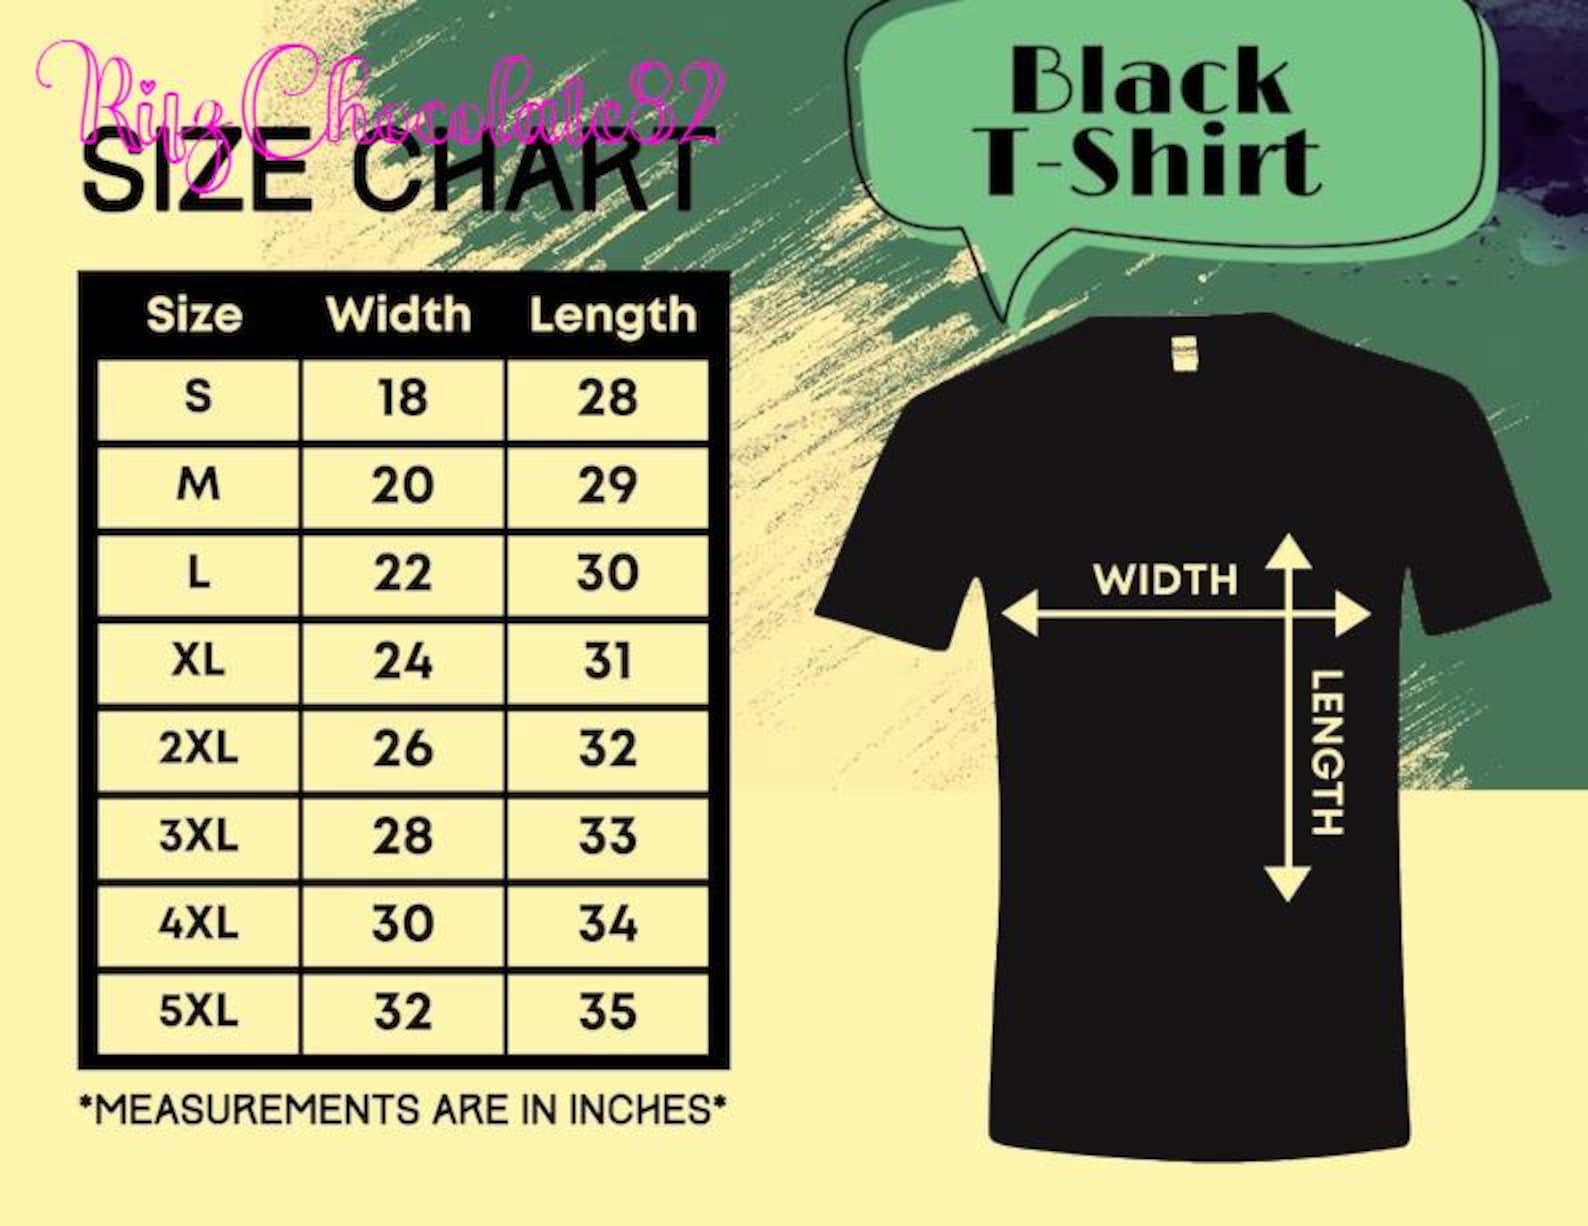 RitzChocolate82
SIZE CHART
Black
T-Shirt
Size Width Length
S 18 28
M 20 29
L 22 30
XL 24 31
2XL 26 32
3XL 28 33
4XL 30 34
5XL 32 35
*MEASUREMENTS ARE IN INCHES*
WIDTH
LENGTH